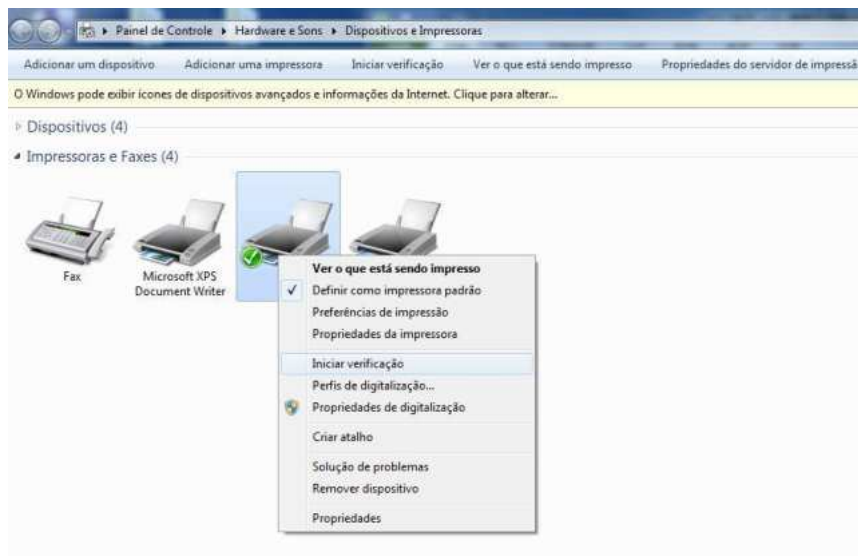 Painel de Controle ▸ Hardware e Sons ▸ Dispositivos e Impressoras
Adicionar um dispositivo Adicionar uma impressora Iniciar verificação Ver o que está sendo impresso Propriedades do servidor de impressã
O Windows pode exibir ícones de dispositivos avançados e informações da Internet. Clique para alterar...
Dispositivos (4)
Impressoras e Faxes (4)
Fax
Microsoft XPS
Document Writer
Ver o que está sendo impresso
Definir como impressora padrão
Preferências de impressão
Propriedades da impressora
Iniciar verificação
Perfis de digitalização...
Propriedades de digitalização
Criar atalho
Solução de problemas
Remover dispositivo
Propriedades